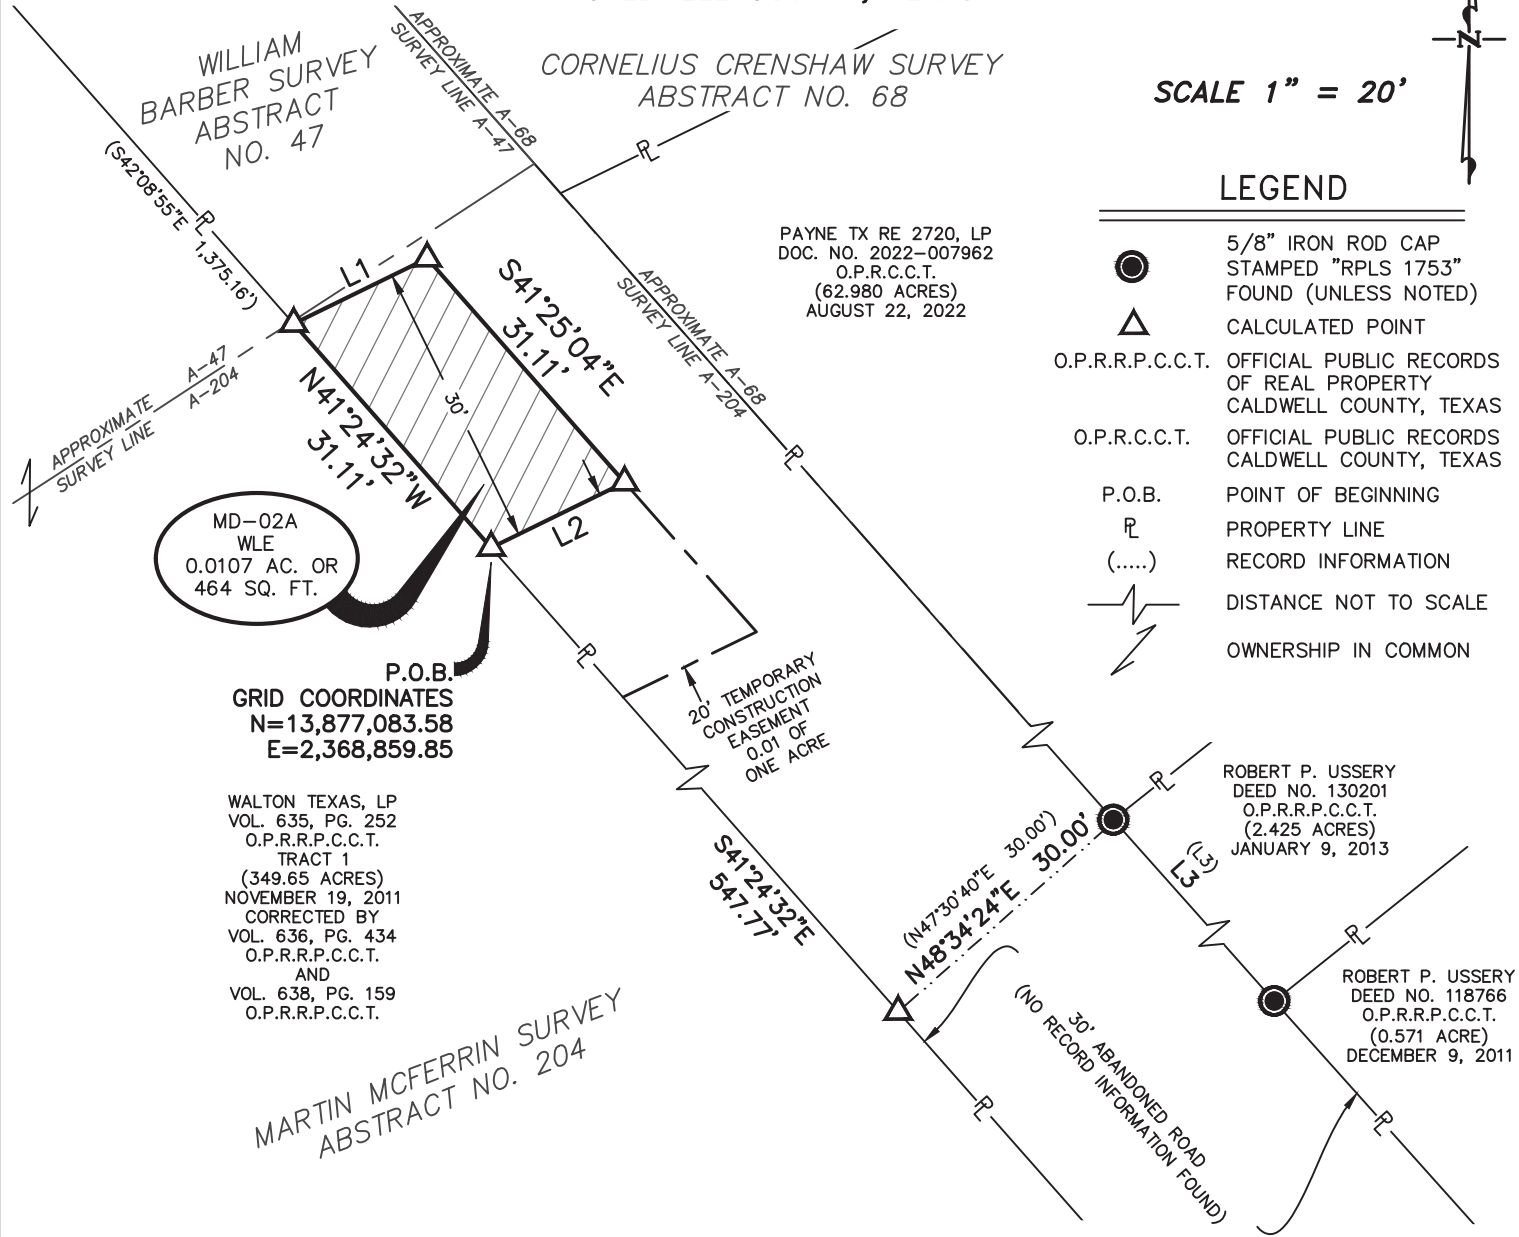 WILLIAM
BARBER SURVEY
ABSTRACT
NO. 47
APPROXIMATE A-68
SURVEY LINE A-47
CORNELIUS CRENSHAW SURVEY
ABSTRACT NO. 68
SCALE 1" = 20'
N
(S42°08'55"E 1,375.16')
PL
PL
L1
S41°25'04"E
31.11'
30'
N41°24'32"W
31.11'
L2
A-47
A-204
APPROXIMATE
SURVEY LINE
APPROXIMATE A-68
SURVEY LINE A-204
PAYNE TX RE 2720, LP
DOC. NO. 2022-007962
O.P.R.C.C.T.
(62.980 ACRES)
AUGUST 22, 2022
LEGEND
5/8" IRON ROD CAP
STAMPED "RPLS 1753"
FOUND (UNLESS NOTED)
CALCULATED POINT
O.P.R.R.P.C.C.T. OFFICIAL PUBLIC RECORDS
OF REAL PROPERTY
CALDWELL COUNTY, TEXAS
O.P.R.C.C.T. OFFICIAL PUBLIC RECORDS
CALDWELL COUNTY, TEXAS
P.O.B. POINT OF BEGINNING
PL PROPERTY LINE
(.....) RECORD INFORMATION
DISTANCE NOT TO SCALE
OWNERSHIP IN COMMON
PL
MD-02A
WLE
0.0107 AC. OR
464 SQ. FT.
P.O.B.
GRID COORDINATES
N=13,877,083.58
E=2,368,859.85
PL
20' TEMPORARY
CONSTRUCTION
EASEMENT
0.01 OF
ONE ACRE
WALTON TEXAS, LP
VOL. 635, PG. 252
O.P.R.R.P.C.C.T.
TRACT 1
(349.65 ACRES)
NOVEMBER 19, 2011
CORRECTED BY
VOL. 636, PG. 434
O.P.R.R.P.C.C.T.
AND
VOL. 638, PG. 159
O.P.R.R.P.C.C.T.
S41°24'32"E
547.77'
(N47°30'40"E 30.00')
N48°34'24"E 30.00'
PL
ROBERT P. USSERY
DEED NO. 130201
O.P.R.R.P.C.C.T.
(2.425 ACRES)
JANUARY 9, 2013
(L3)
L3
PL
ROBERT P. USSERY
DEED NO. 118766
O.P.R.R.P.C.C.T.
(0.571 ACRE)
DECEMBER 9, 2011
30' ABANDONED ROAD
(NO RECORD INFORMATION FOUND)
PL
PL
MARTIN MCFERRIN SURVEY
ABSTRACT NO. 204